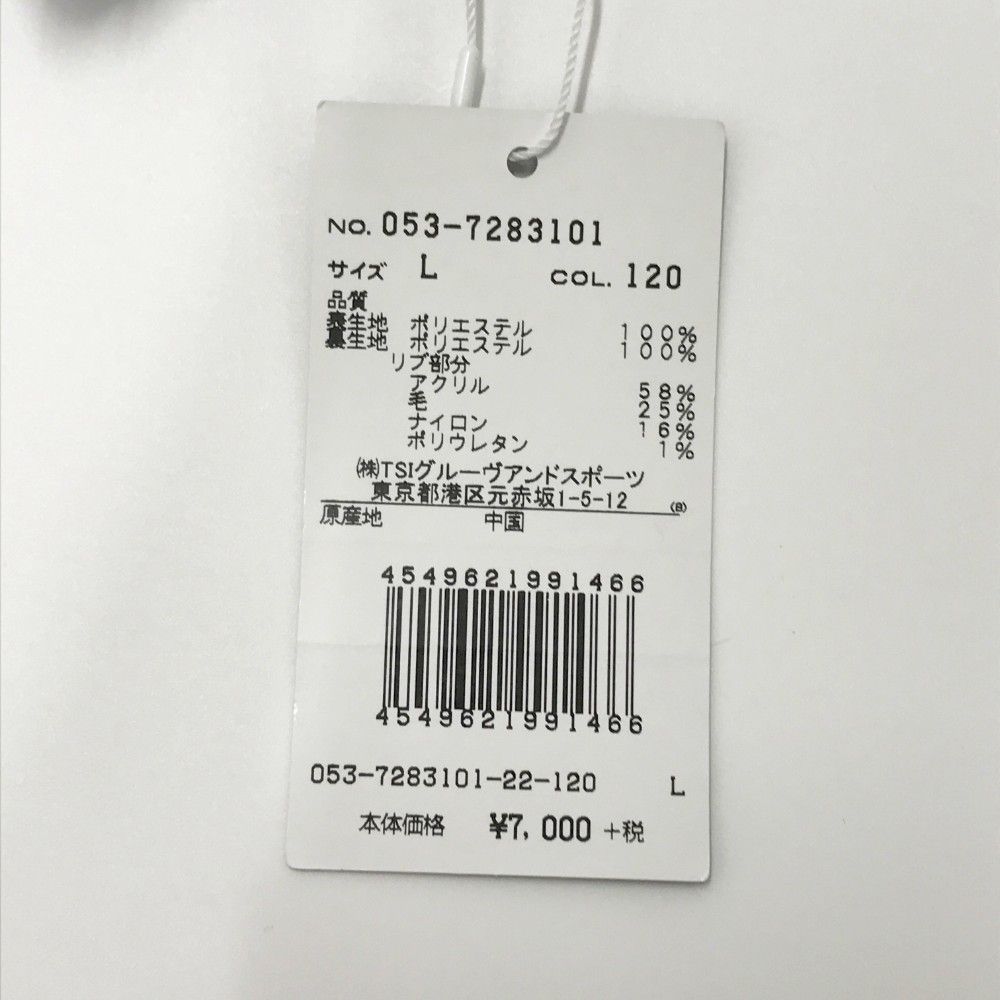 NO. 053-7283101
サイズ L COL. 120
品質
表生地 ポリエステル 100%
裏生地 ポリエステル 100%
リブ部分
アクリル 58%
毛 25%
ナイロン 16%
ポリウレタン 1%
㈱TSIグルーヴアンドスポーツ
東京都港区元赤坂1-5-12 (B)
原産地 中国
4549621991466
4549621991466
053-7283101-22-120 L
本体価格 ¥7,000 +税